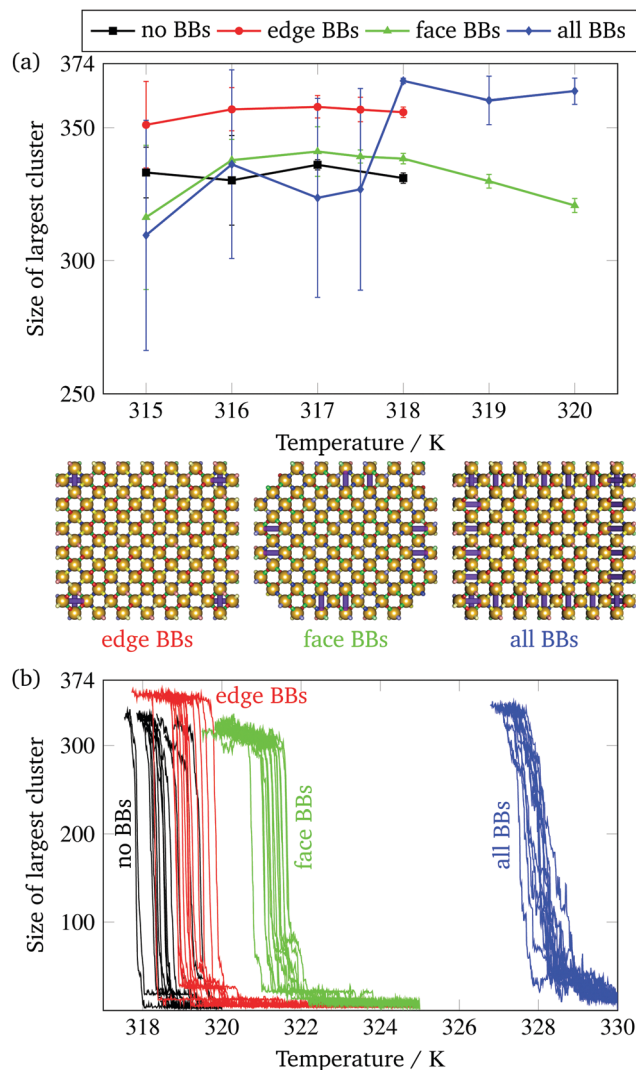 no BBs edge BBs face BBs all BBs
(a)
374
350
300
250
Size of largest cluster
315 316 317 318 319 320
Temperature / K
edge BBs face BBs all BBs
(b)
374
300
200
100
Size of largest cluster
no BBs
edge BBs
face BBs
all BBs
318 320 322 324 326 328 330
Temperature / K